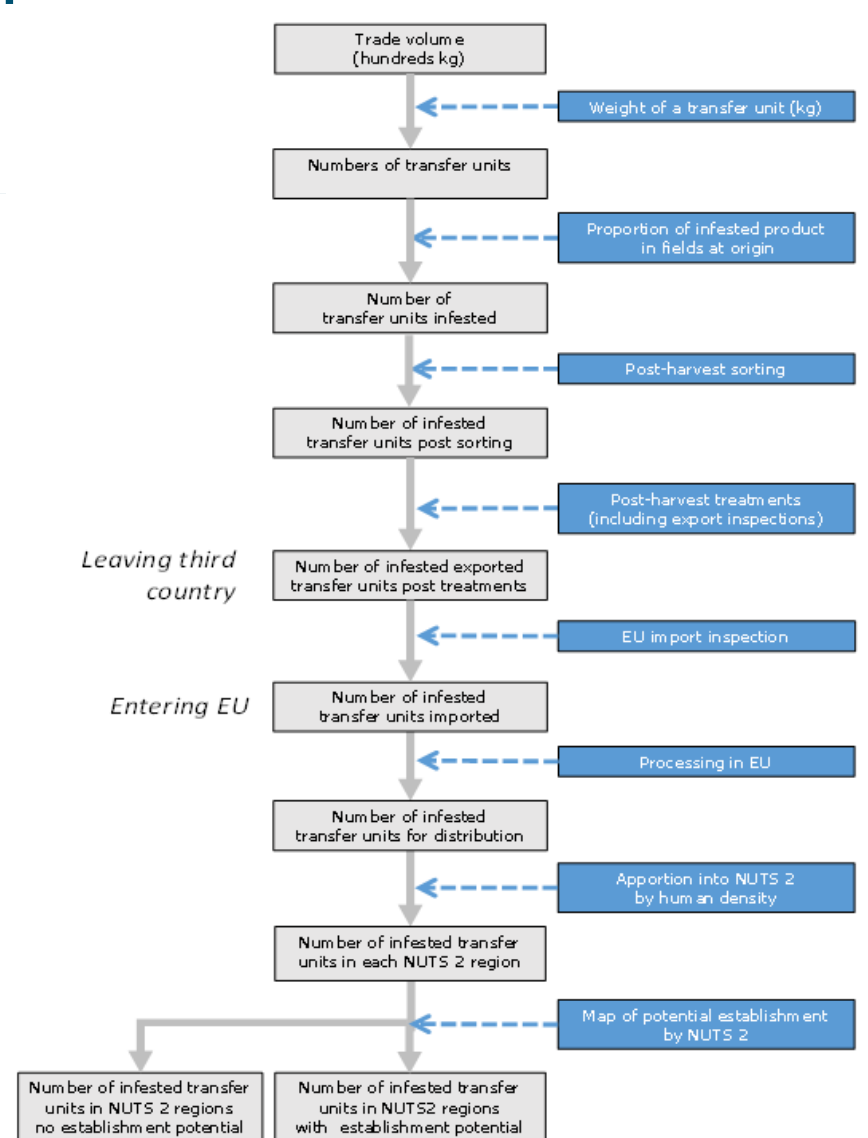 Trade volume
(hundreds kg)
Weight of a transfer unit (kg)
Numbers of transfer units
Proportion of infested product
in fields at origin
Number of
transfer units infested
Post-harvest sorting
Number of infested
transfer units post sorting
Post-harvest treatments
(including export inspections)
Leaving third
country
Number of infested exported
transfer units post treatments
EU import inspection
Entering EU
Number of infested
transfer units imported
Processing in EU
Number of infested
transfer units for distribution
Apportion into NUTS 2
by human density
Number of infested transfer
units in each NUTS 2 region
Map of potential establishment
by NUTS 2
Number of infested transfer
units in NUTS 2 regions
no establishment potential
Number of infested transfer
units in NUTS2 regions
with establishment potential